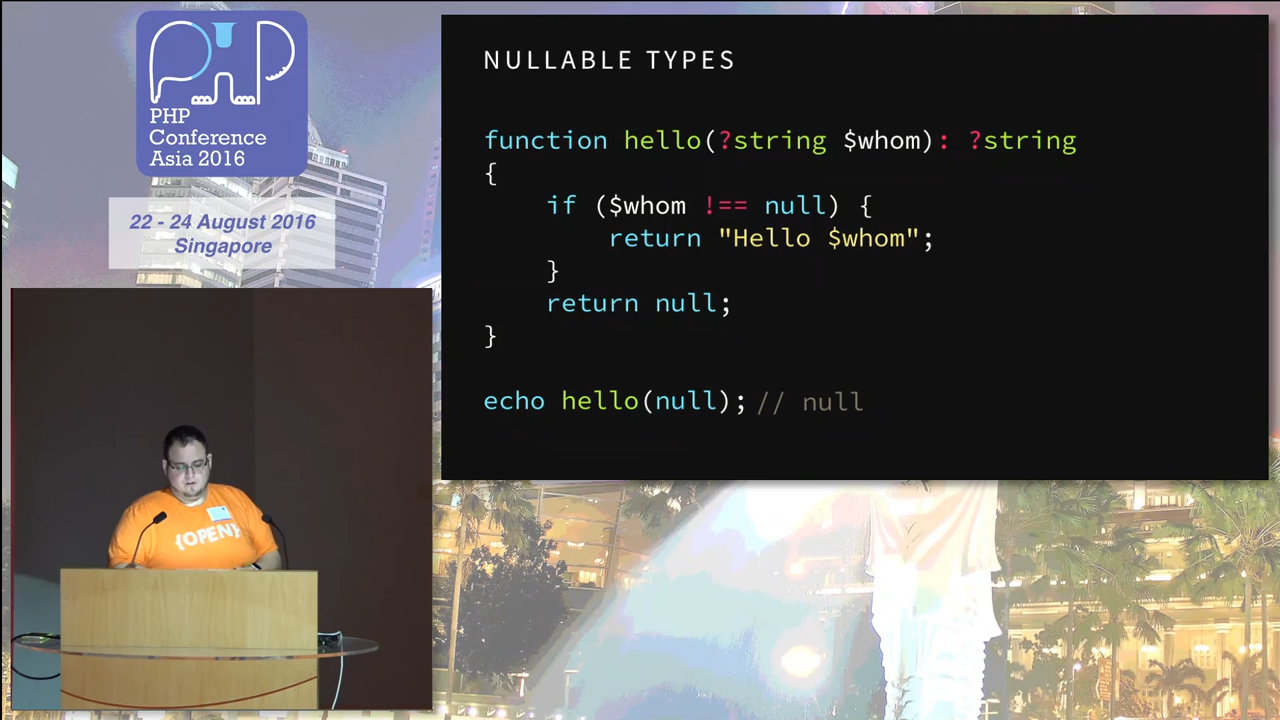 PHP
PHP
Conference
Asia 2016
22 - 24 August 2016
Singapore
{OPEN}
NULLABLE TYPES
function hello(?string $whom): ?string
{
    if ($whom !== null) {
        return "Hello $whom";
    }
    return null;
}
echo hello(null); // null